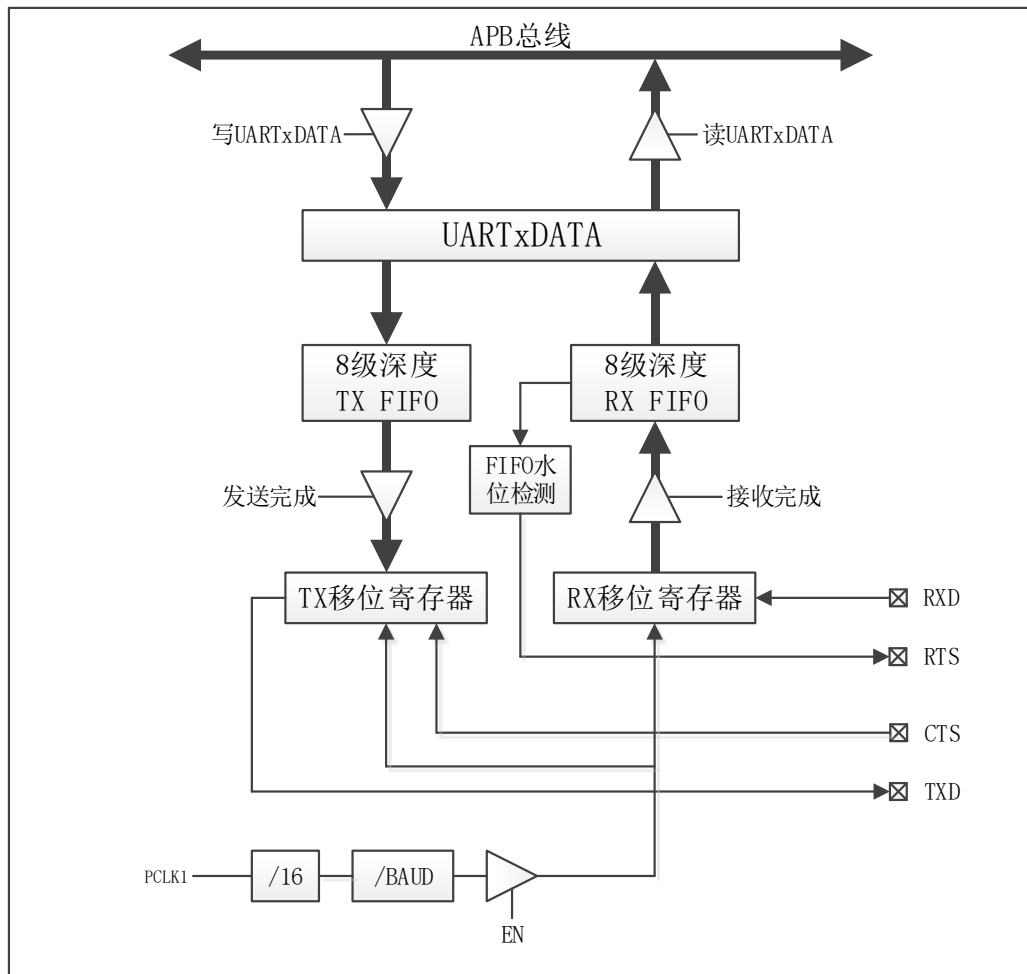 APB总线
写UARTxDATA
读UARTxDATA
UARTxDATA
8级深度
TX FIFO
8级深度
RX FIFO
FIFO水
位检测
发送完成
接收完成
TX移位寄存器
RX移位寄存器
RXD
RTS
CTS
TXD
PCLK1
/16
/BAUD
EN